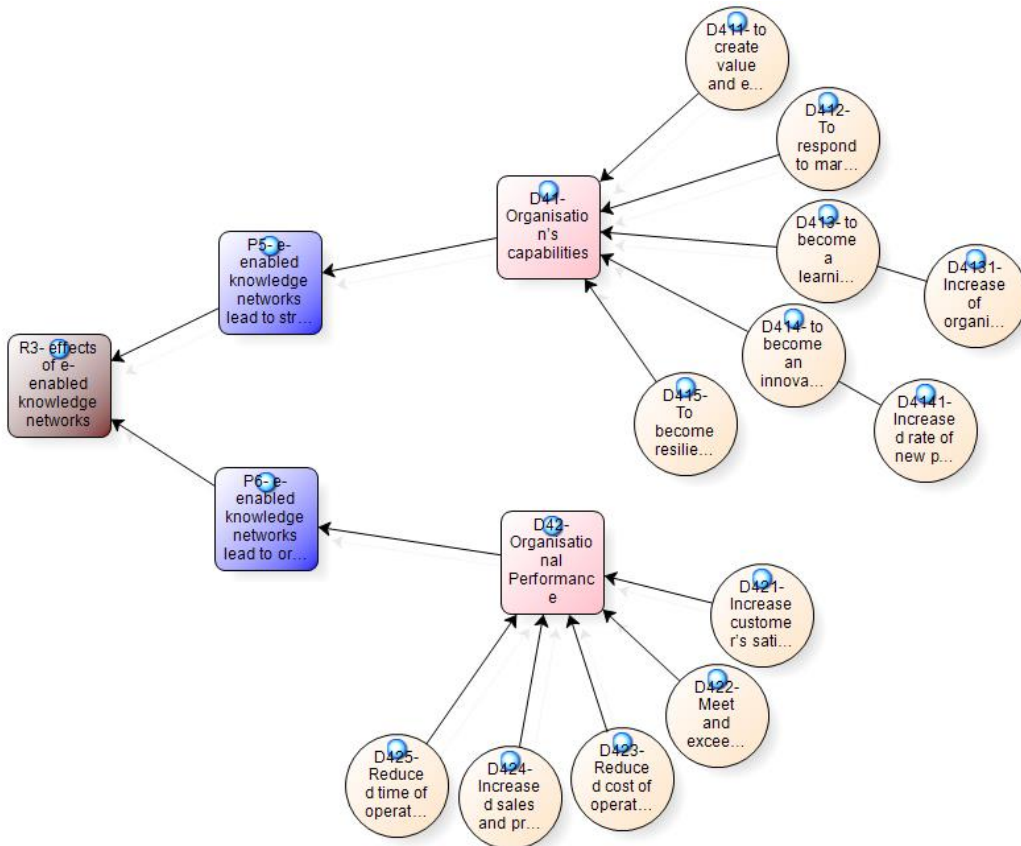 D411- to
create
value
and e...
D412-
To
respond
to mar...
D41-
Organisatio
n's
capabilities
D413- to
become
a
learni...
P5- e-
enabled
knowledge
networks
lead to str...
D4131-
Increase
of
organi...
D414- to
become
an
innova...
R3- effects
of e-
enabled
knowledge
networks
D415-
To
become
resilie...
D4141-
Increase
d rate of
new p...
P6- e-
enabled
knowledge
networks
lead to or...
D42-
Organisati
onal
Performanc
e
D421-
Increase
custome
r's sati...
D422-
Meet
and
excee...
D425-
Reduce
d time of
operat...
D424-
Increase
d sales
and pr...
D423-
Reduce
d cost of
operat...